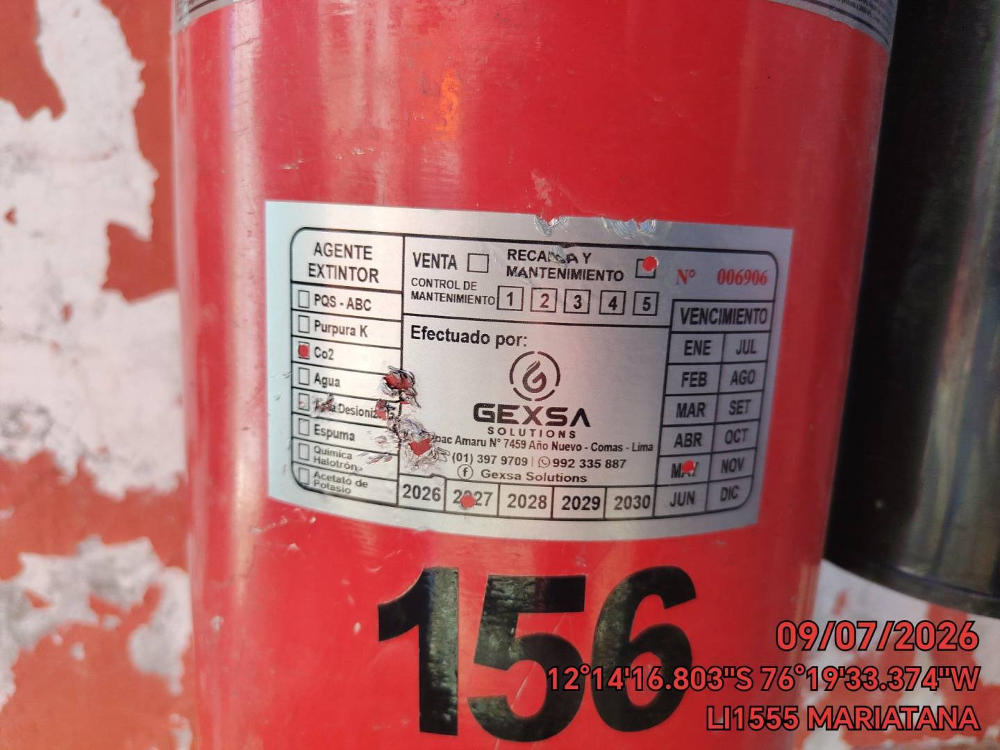 AGENTE
EXTINTOR
PQS - ABC
Purpura K
Co2
Agua
Espuma
Quimica
Halotrón
Acetato de
Potasio
VENTA
RECARGA Y
MANTENIMIENTO
CONTROL DE
MANTENIMIENTO 1 2 3 4 5
Efectuado por:
GEXSA
SOLUTIONS
Amaru N° 7459 Año Nuevo - Comas - Lima
(01) 397 9709 | 992 335 887
Gexsa Solutions
2026 2027 2028 2029 2030
N° 006906
VENCIMIENTO
ENE JUL
FEB AGO
MAR SET
ABR OCT
MAY NOV
JUN DIC
156
09/07/2026
12°14'16.803"S 76°19'33.374"W
LI1555 MARIATANA